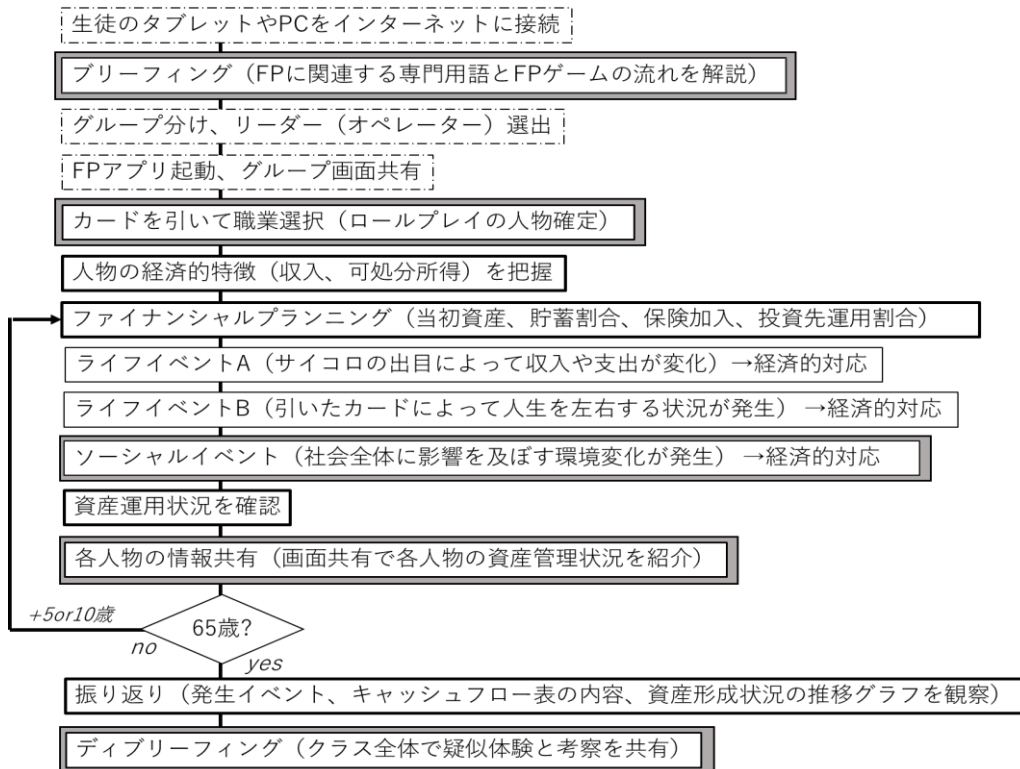 生徒のタブレットやPCをインターネットに接続
ブリーフィング（FPに関連する専門用語とFPゲームの流れを解説）
グループ分け、リーダー（オペレーター）選出
FPアプリ起動、グループ画面共有
カードを引いて職業選択（ロールプレイの人物確定）
人物の経済的特徴（収入、可処分所得）を把握
ファイナンシャルプランニング（当初資産、貯蓄割合、保険加入、投資先運用割合）
ライフイベントA（サイコロの出目によって収入や支出が変化）→経済的対応
ライフイベントB（引いたカードによって人生を左右する状況が発生）→経済的対応
ソーシャルイベント（社会全体に影響を及ぼす環境変化が発生）→経済的対応
資産運用状況を確認
各人物の情報共有（画面共有で各人物の資産管理状況を紹介）
+5or10歳
65歳?
no
yes
振り返り（発生イベント、キャッシュフロー表の内容、資産形成状況の推移グラフを観察）
ディブリーフィング（クラス全体で疑似体験と考察を共有）